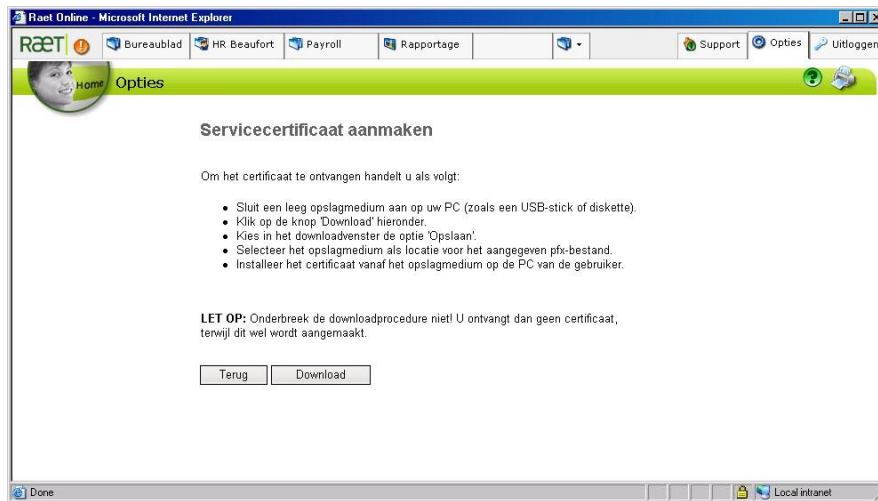 Raet Online - Microsoft Internet Explorer
RAET Bureaublad HR Beaufort Payroll Rapportage Support Opties Uitloggen
Home Opties
Servicecertificaat aanmaken
Om het certificaat te ontvangen handelt u als volgt:
• Sluit een leeg opslagmedium aan op uw PC (zoals een USB-stick of diskette).
• Klik op de knop 'Download' hieronder.
• Kies in het downloadvenster de optie 'Opslaan'.
• Selecteer het opslagmedium als locatie voor het aangegeven pfx-bestand.
• Installeer het certificaat vanaf het opslagmedium op de PC van de gebruiker.
LET OP: Onderbreek de downloadprocedure niet! U ontvangt dan geen certificaat,
terwijl dit wel wordt aangemaakt.
Terug Download
Done Local intranet